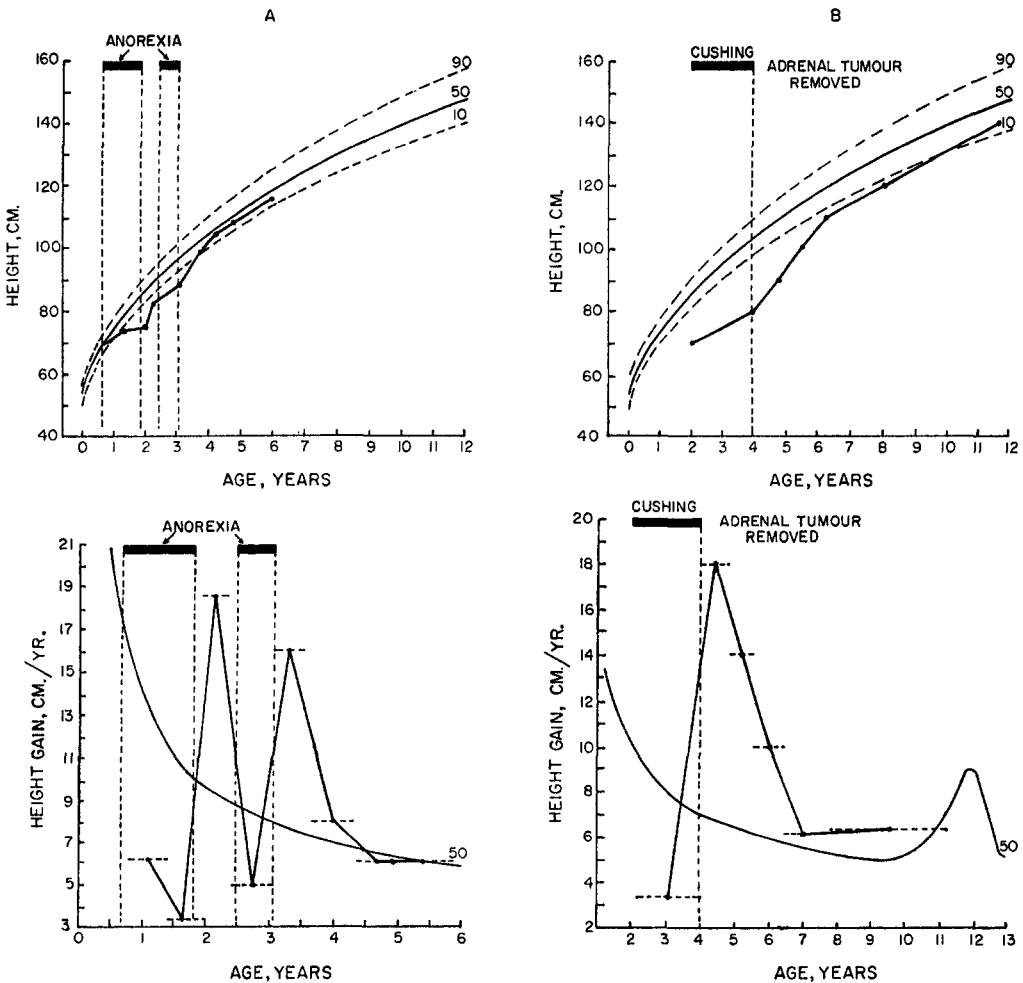 A
ANOREXIA
160
140
120
100
80
60
40
HEIGHT, CM.
90
50
10
0 1 2 3 4 5 6 7 8 9 10 11 12
AGE, YEARS
B
CUSHING
ADRENAL TUMOUR
REMOVED
160
140
120
100
80
60
40
HEIGHT, CM.
90
50
10
0 1 2 3 4 5 6 7 8 9 10 11 12
AGE, YEARS
ANOREXIA
21
19
17
15
13
11
9
7
5
3
HEIGHT GAIN, CM./YR.
50
0 1 2 3 4 5 6
AGE, YEARS
CUSHING
ADRENAL TUMOUR
REMOVED
20
18
16
14
12
10
8
6
4
2
HEIGHT GAIN, CM./YR.
50
2 3 4 5 6 7 8 9 10 11 12 13
AGE, YEARS